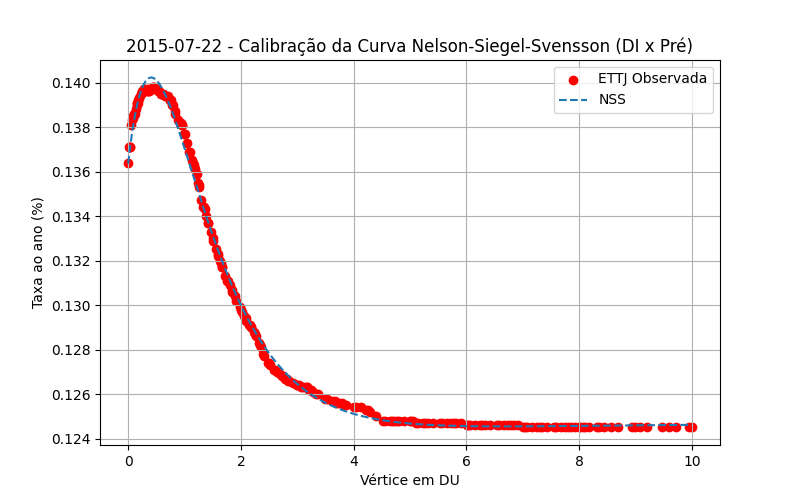 2015-07-22 - Calibração da Curva Nelson-Siegel-Svensson (DI x Pré)
ETTJ Observada
NSS
Taxa ao ano (%)
0.140
0.138
0.136
0.134
0.132
0.130
0.128
0.126
0.124
0 2 4 6 8 10
Vértice em DU